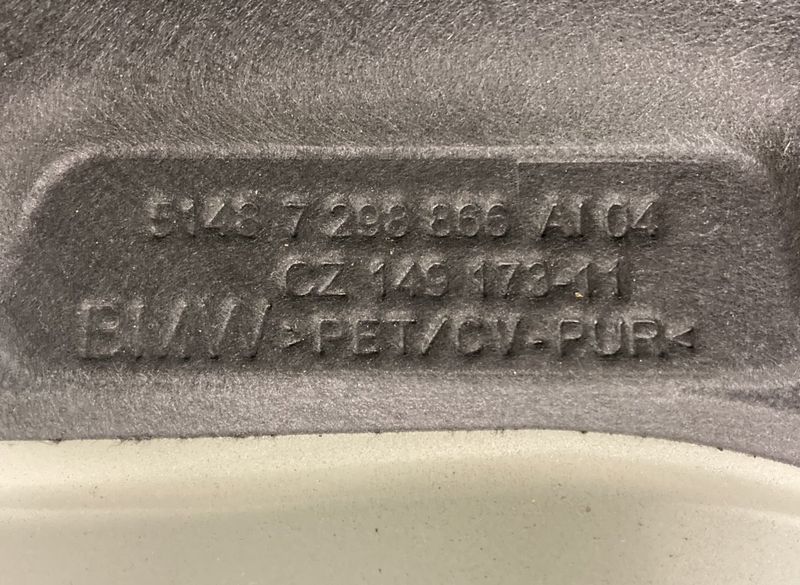 5148 7 298 866 AI 04
CZ 149 173-11
BMW >PET/CV-PUR<